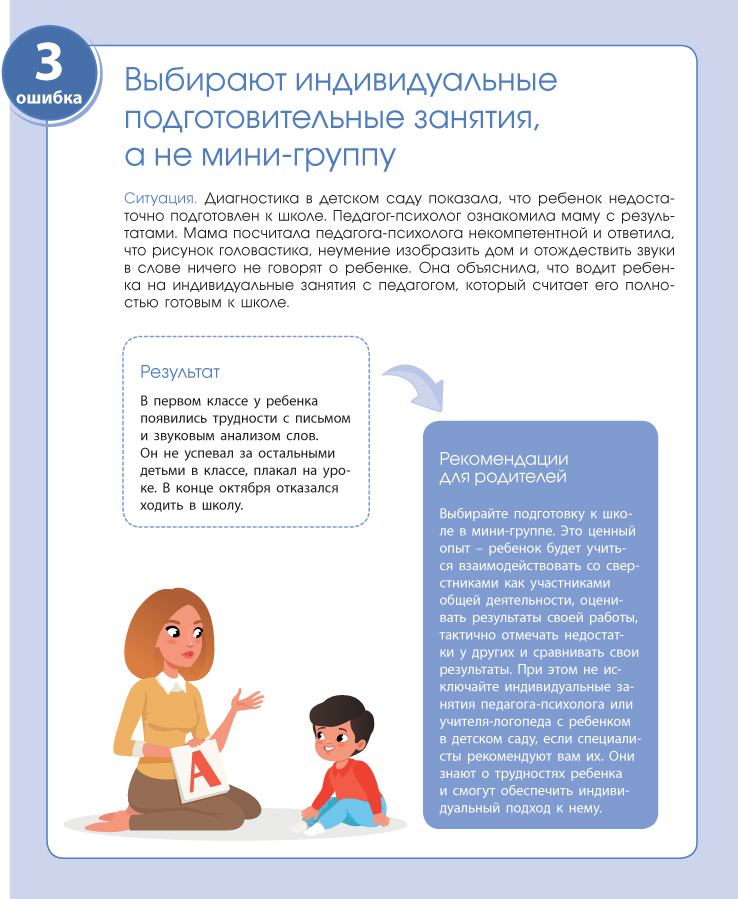 3
ошибка
Выбирают индивидуальные
подготовительные занятия,
а не мини-группу
Ситуация. Диагностика в детском саду показала, что ребенок недоста-
точно подготовлен к школе. Педагог-психолог ознакомила маму с резуль-
татами. Мама посчитала педагога-психолога некомпетентной и ответила,
что рисунок головастика, неумение изобразить дом и отождествить звуки
в слове ничего не говорят о ребенке. Она объяснила, что водит ребен-
ка на индивидуальные занятия с педагогом, который считает его полно-
стью готовым к школе.
Результат
В первом классе у ребенка
появились трудности с письмом
и звуковым анализом слов.
Он не успевал за остальными
детьми в классе, плакал на уро-
ке. В конце октября отказался
ходить в школу.
Рекомендации
для родителей
Выбирайте подготовку к шко-
ле в мини-группе. Это ценный
опыт – ребенок будет учить-
ся взаимодействовать со свер-
стниками как участниками
общей деятельности, оцени-
вать результаты своей работы,
тактично отмечать недостат-
ки у других и сравнивать свои
результаты. При этом не ис-
ключайте индивидуальные за-
нятия педагога-психолога или
учителя-логопеда с ребенком
в детском саду, если специали-
сты рекомендуют вам их. Они
знают о трудностях ребенка
и смогут обеспечить индиви-
дуальный подход к нему.
А